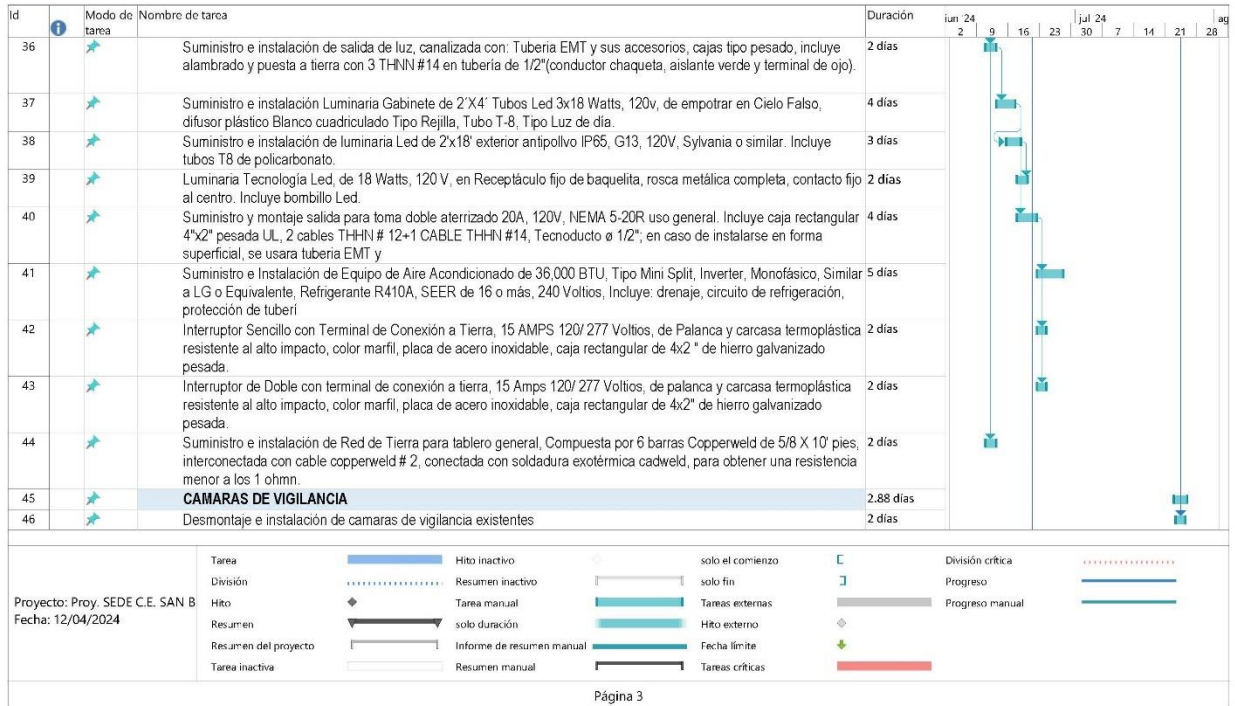 Id Modo de tarea Nombre de tarea Duración jun '24 jul '24 ag
2 9 16 23 30 7 14 21 28
36 Suministro e instalación de salida de luz, canalizada con: Tuberia EMT y sus accesorios, cajas tipo pesado, incluye 2 días
alambrado y puesta a tierra con 3 THNN #14 en tubería de 1/2"(conductor chaqueta, aislante verde y terminal de ojo).
37 Suministro e instalación Luminaria Gabinete de 2´X4´ Tubos Led 3x18 Watts, 120v, de empotrar en Cielo Falso, 4 días
difusor plástico Blanco cuadriculado Tipo Rejilla, Tubo T-8, Tipo Luz de día.
38 Suministro e instalación de luminaria Led de 2'x18' exterior antipollvo IP65, G13, 120V, Sylvania o similar. Incluye 3 días
tubos T8 de policarbonato.
39 Luminaria Tecnología Led, de 18 Watts, 120 V, en Receptáculo fijo de baquelita, rosca metálica completa, contacto fijo 2 días
al centro. Incluye bombillo Led.
40 Suministro y montaje salida para toma doble aterrizado 20A, 120V, NEMA 5-20R uso general. Incluye caja rectangular 4 días
4"x2" pesada UL, 2 cables THHN # 12+1 CABLE THHN #14, Tecnoducto ø 1/2"; en caso de instalarse en forma
superficial, se usara tuberia EMT y
41 Suministro e Instalación de Equipo de Aire Acondicionado de 36,000 BTU, Tipo Mini Split, Inverter, Monofásico, Similar 5 días
a LG o Equivalente, Refrigerante R410A, SEER de 16 o más, 240 Voltios, Incluye: drenaje, circuito de refrigeración,
protección de tuberí
42 Interruptor Sencillo con Terminal de Conexión a Tierra, 15 AMPS 120/ 277 Voltios, de Palanca y carcasa termoplástica 2 días
resistente al alto impacto, color marfil, placa de acero inoxidable, caja rectangular de 4x2 " de hierro galvanizado
pesada.
43 Interruptor de Doble con terminal de conexión a tierra, 15 Amps 120/ 277 Voltios, de palanca y carcasa termoplástica 2 días
resistente al alto impacto, color marfil, placa de acero inoxidable, caja rectangular de 4x2" de hierro galvanizado
pesada.
44 Suministro e instalación de Red de Tierra para tablero general, Compuesta por 6 barras Copperweld de 5/8 X 10' pies, 2 días
interconectada con cable copperweld # 2, conectada con soldadura exotérmica cadweld, para obtener una resistencia
menor a los 1 ohmn.
45 CAMARAS DE VIGILANCIA 2.88 días
46 Desmontaje e instalación de camaras de vigilancia existentes 2 días
Proyecto: Proy. SEDE C.E. SAN B
Fecha: 12/04/2024
Tarea Hito inactivo solo el comienzo División crítica
División Resumen inactivo solo fin Progreso
Hito Tarea manual Tareas externas Progreso manual
Resumen solo duración Hito externo
Resumen del proyecto Informe de resumen manual Fecha límite
Tarea inactiva Resumen manual Tareas críticas
Página 3